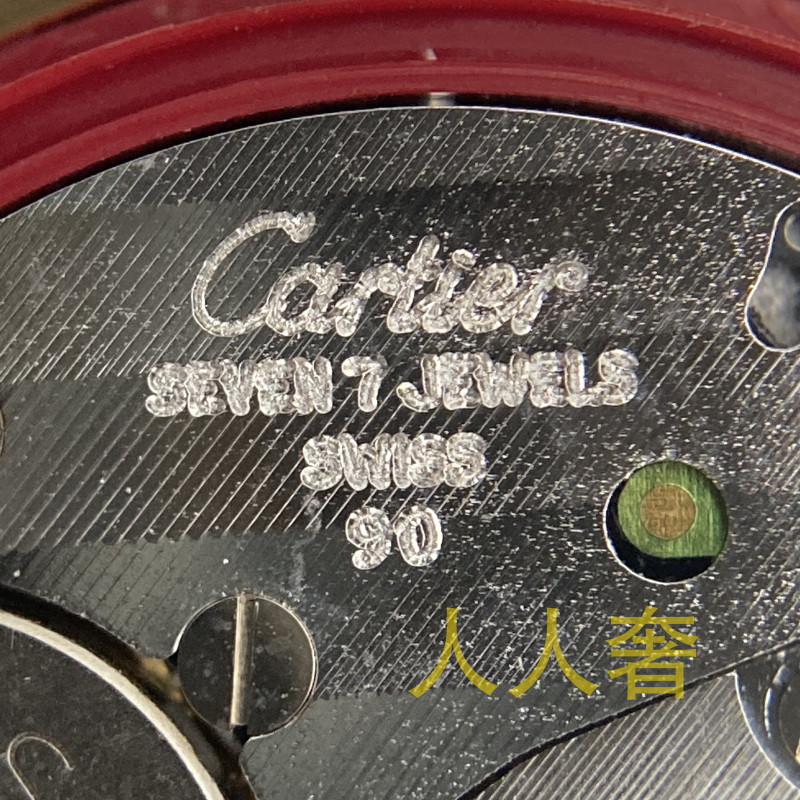 Cartier
SEVEN 7 JEWELS
SWISS
90
人人奢